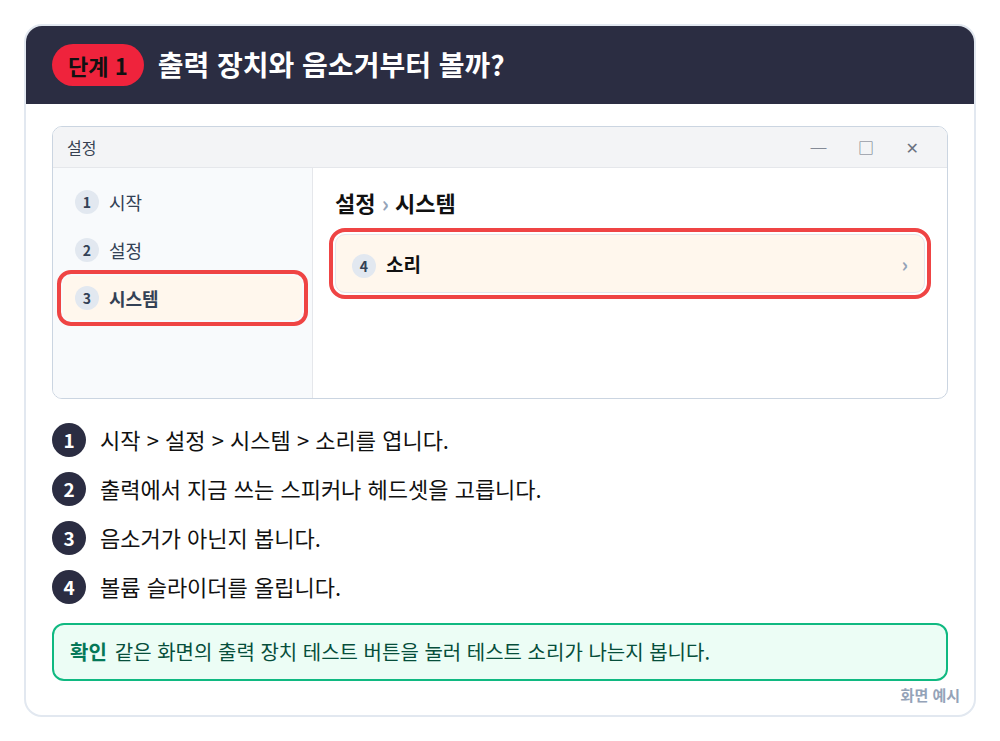 단계 1 출력 장치와 음소거부터 볼까?
설정
1 시작
2 설정
3 시스템
설정 › 시스템
4 소리 ›
1 시작 > 설정 > 시스템 > 소리를 엽니다.
2 출력에서 지금 쓰는 스피커나 헤드셋을 고릅니다.
3 음소거가 아닌지 봅니다.
4 볼륨 슬라이더를 올립니다.
확인 같은 화면의 출력 장치 테스트 버튼을 눌러 테스트 소리가 나는지 봅니다.
화면 예시